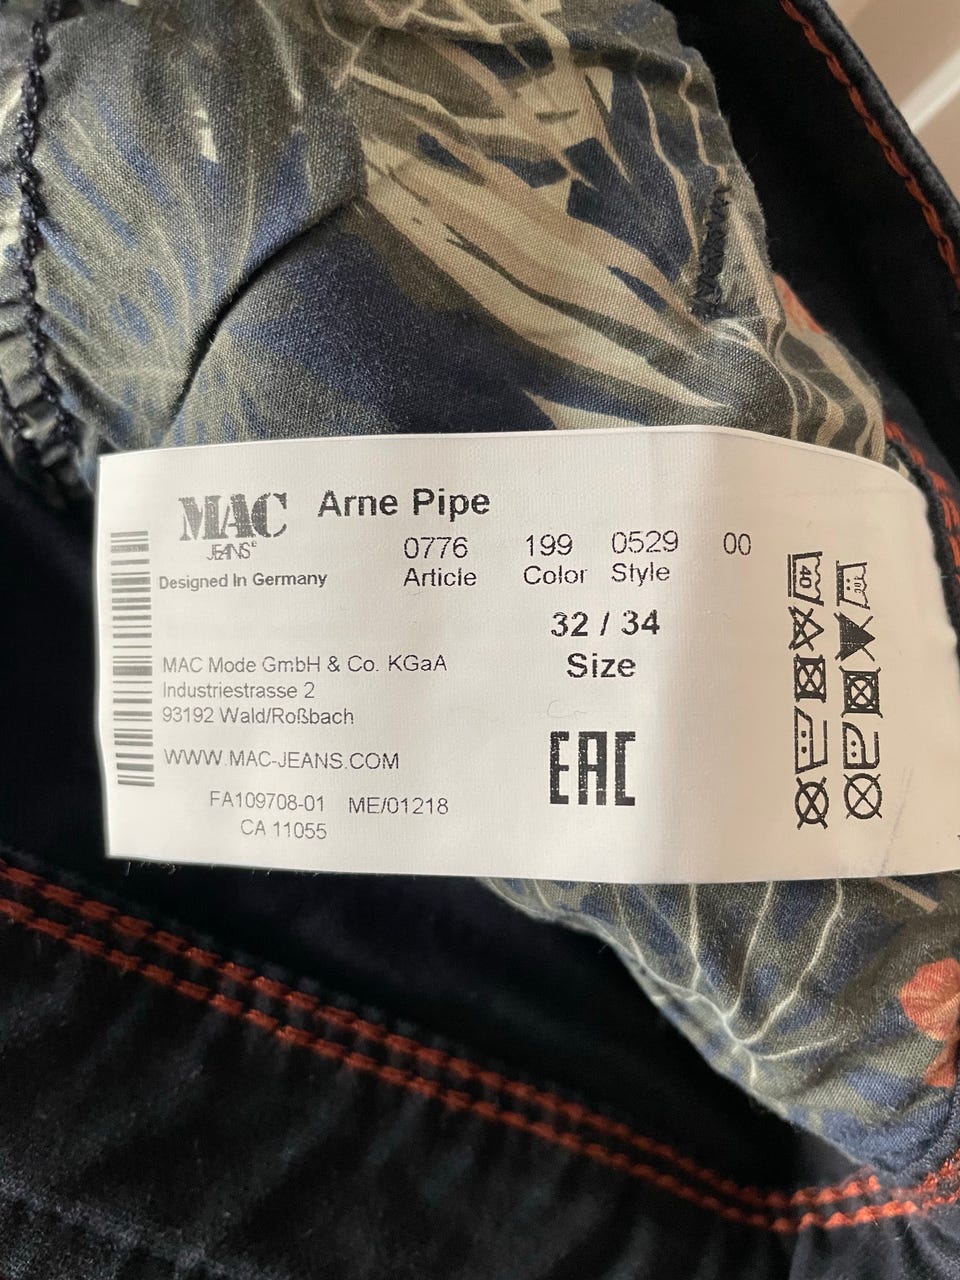 MAC Arne Pipe
JEANS®
Designed In Germany
0776 199 0529 00
Article Color Style
32 / 34
Size
MAC Mode GmbH & Co. KGaA
Industriestrasse 2
93192 Wald/Roßbach
WWW.MAC-JEANS.COM
FA109708-01 ME/01218
CA 11055
EAC
40